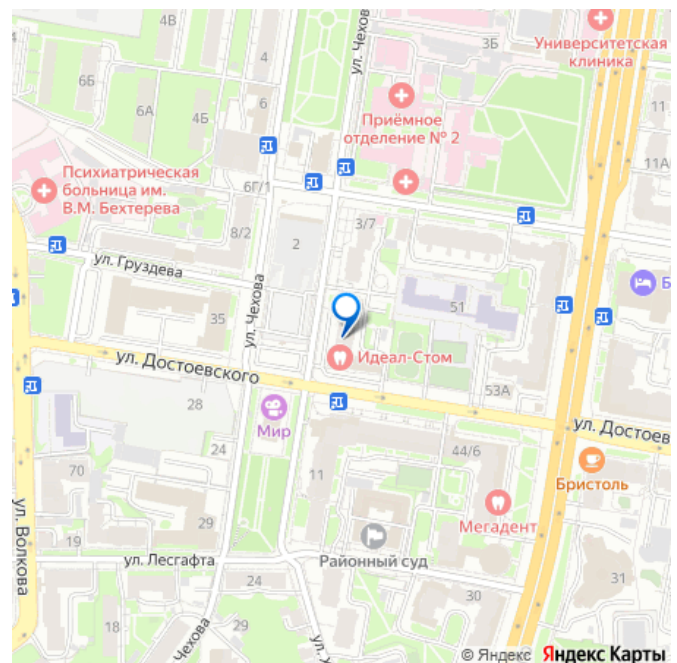 4В
ул. Чехова
3Б
Университетская
клиника
4
6Б
6А
4Б
6
11
Приёмное
отделение № 2
11А
Психиатрическая
больница им.
В.М. Бехтерева
6Г/1
3/7
8/2
2
ул. Груздева
ул. Чехова
51
Б
35
Идеал-Стом
ул. Достоевского
53А
28
Мир
ул. Достоев
24
44/6
Бристоль
70
11
ул. Волкова
29
Мегадент
19
ул. Лесгафта
Районный суд
24
31
30
18
Чехова
29
© Яндекс Яндекс Карты